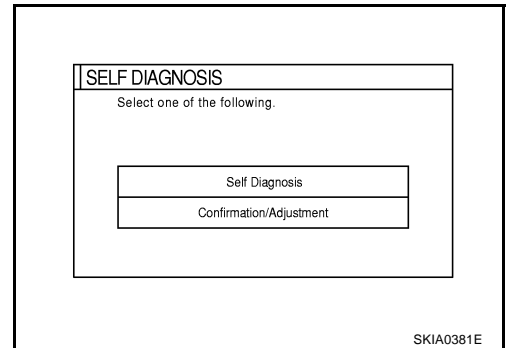 SELF DIAGNOSIS
Select one of the following.
Self Diagnosis
Confirmation/Adjustment
SKIA0381E